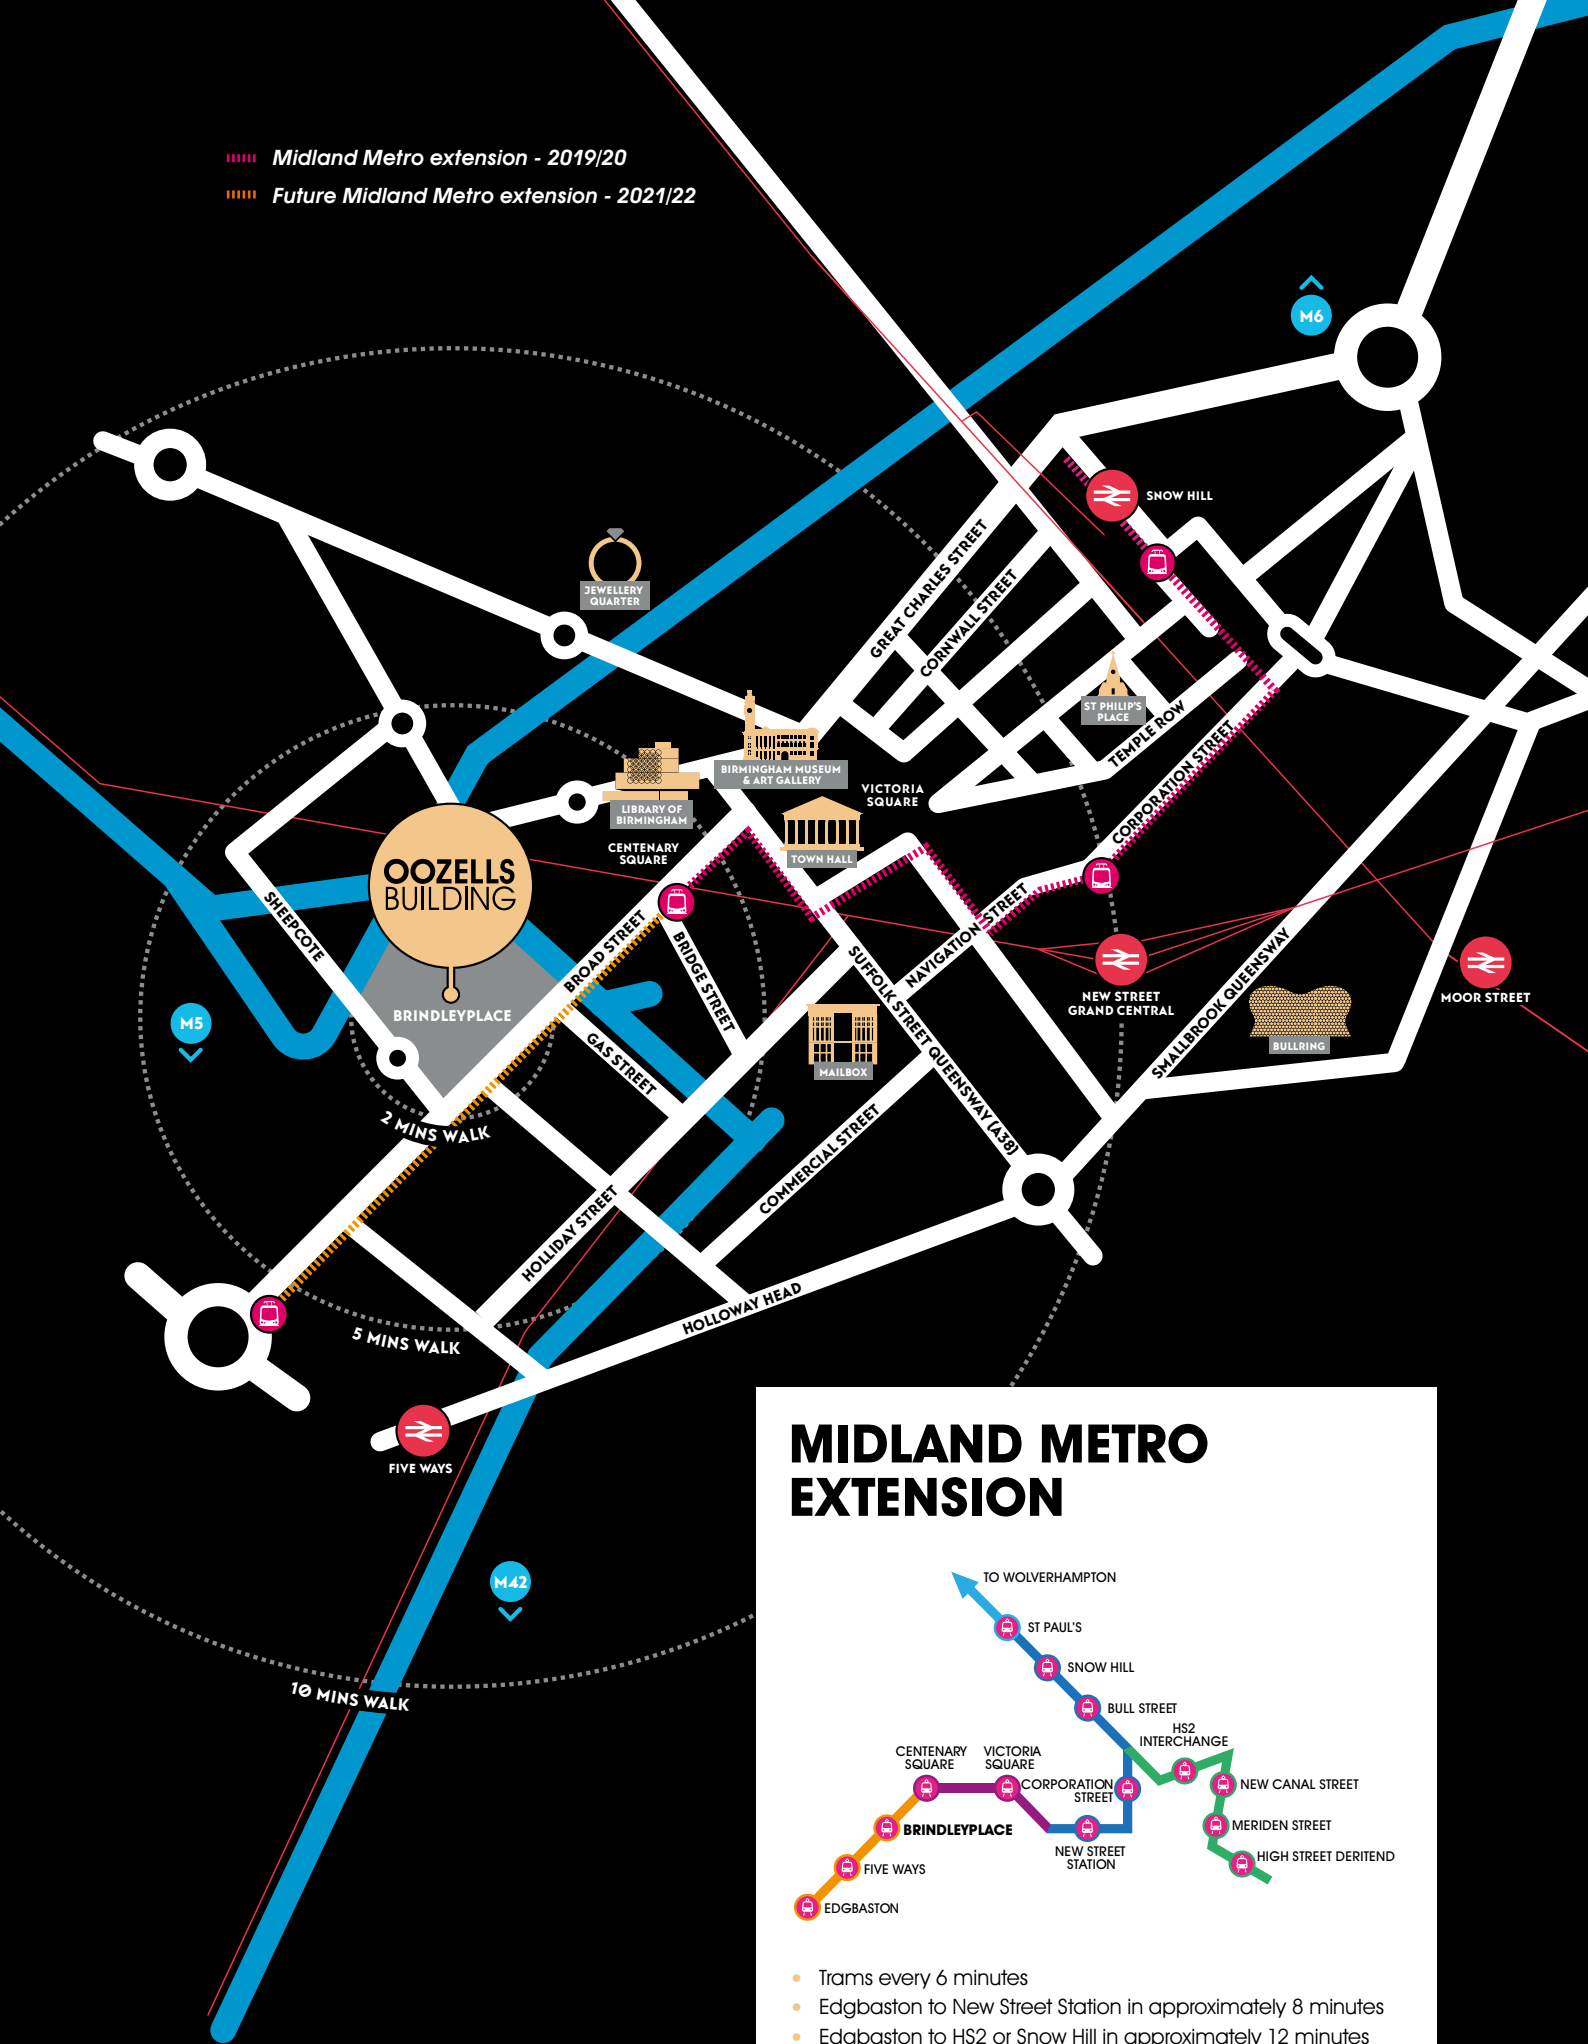 Midland Metro extension - 2019/20
Future Midland Metro extension - 2021/22
M6
SNOW HILL
JEWELLERY
QUARTER
GREAT CHARLES STREET
CORNWALL STREET
ST PHILIP'S
PLACE
TEMPLE ROW
CORPORATION STREET
BIRMINGHAM MUSEUM
& ART GALLERY
VICTORIA
SQUARE
LIBRARY OF
BIRMINGHAM
CENTENARY
SQUARE
TOWN HALL
OOZELLS
BUILDING
SHEEPCOTE
BROAD STREET
BRIDGE STREET
NAVIGATION STREET
SUFFOLK STREET QUEENSWAY (A38)
SMALLBROOK QUEENSWAY
NEW STREET
GRAND CENTRAL
MOOR STREET
BULLRING
M5
BRINDLEYPLACE
GAS STREET
MAILBOX
2 MINS WALK
COMMERCIAL STREET
HOLLIDAY STREET
HOLLOWAY HEAD
5 MINS WALK
FIVE WAYS
M42
10 MINS WALK
MIDLAND METRO
EXTENSION
TO WOLVERHAMPTON
ST PAUL'S
SNOW HILL
BULL STREET
HS2
INTERCHANGE
CENTENARY
SQUARE
VICTORIA
SQUARE
CORPORATION
STREET
NEW CANAL STREET
BRINDLEYPLACE
MERIDEN STREET
NEW STREET
STATION
HIGH STREET DERITEND
FIVE WAYS
EDGBASTON
• Trams every 6 minutes
• Edgbaston to New Street Station in approximately 8 minutes
• Edgbaston to HS2 or Snow Hill in approximately 12 minutes